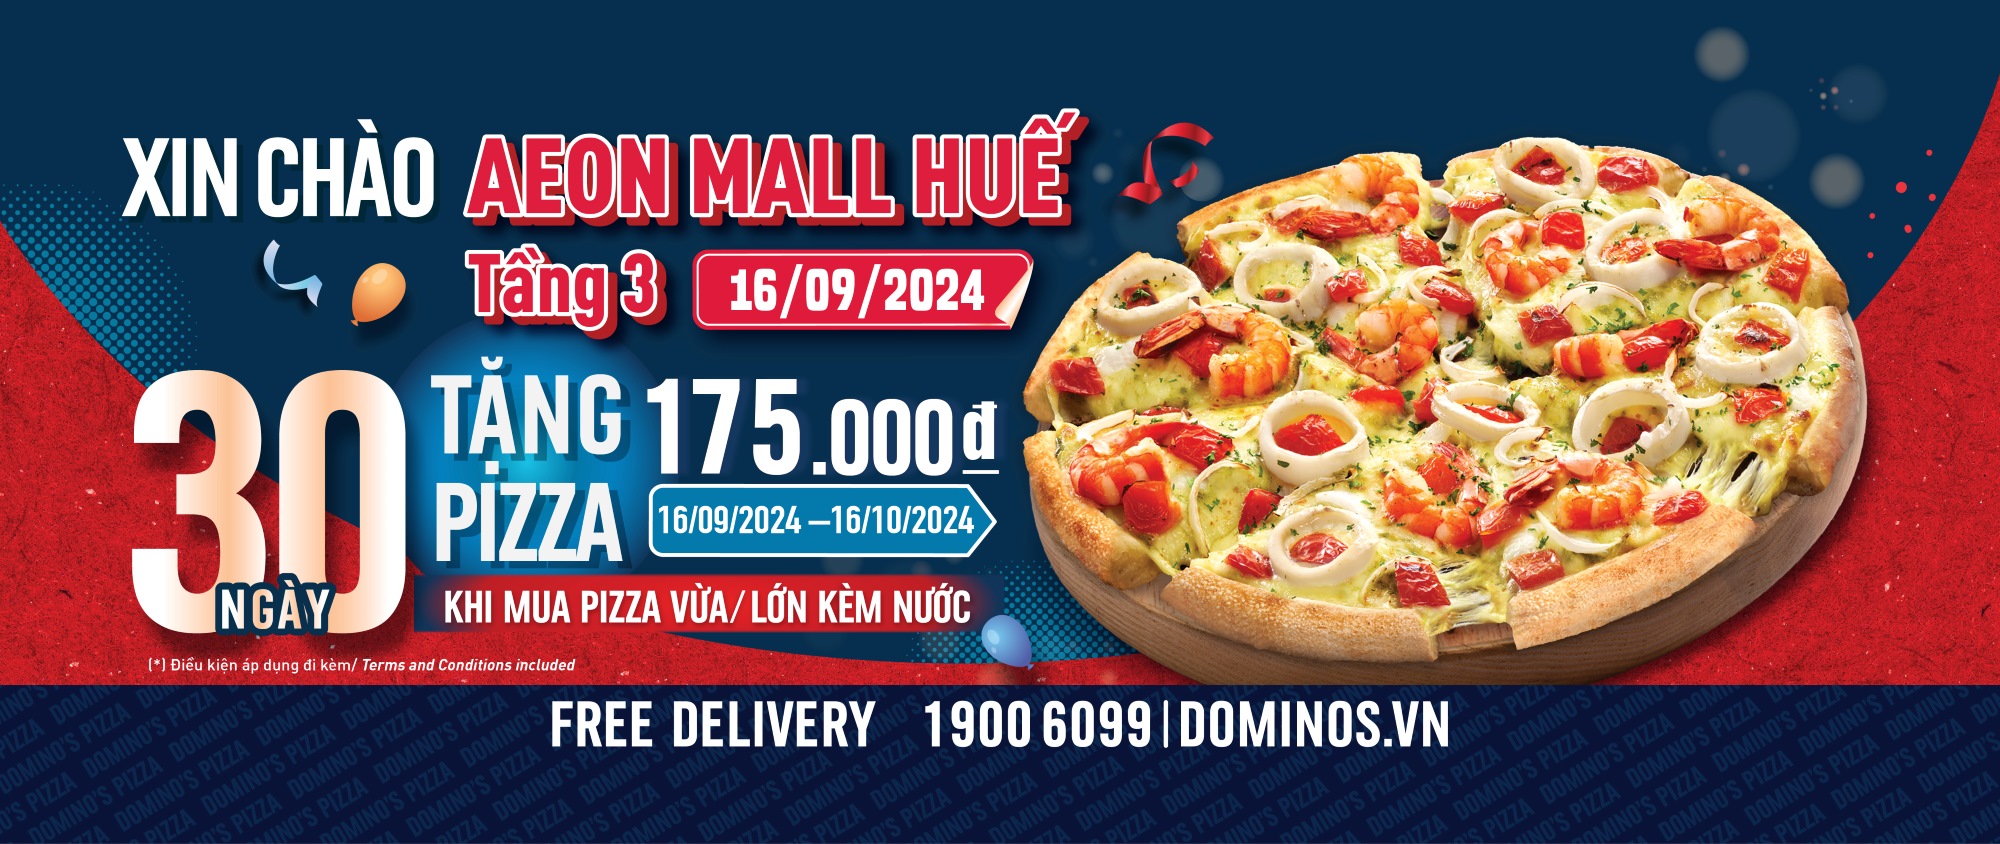 XIN CHÀO AEON MALL HUẾ
Tầng 3 16/09/2024
30 NGÀY
TẶNG PIZZA
175.000đ
16/09/2024 – 16/10/2024
KHI MUA PIZZA VỪA/ LỚN KÈM NƯỚC
(*) Điều kiện áp dụng đi kèm/ Terms and Conditions included
FREE DELIVERY 1900 6099 | DOMINOS.VN
DOMINO'S PIZZA